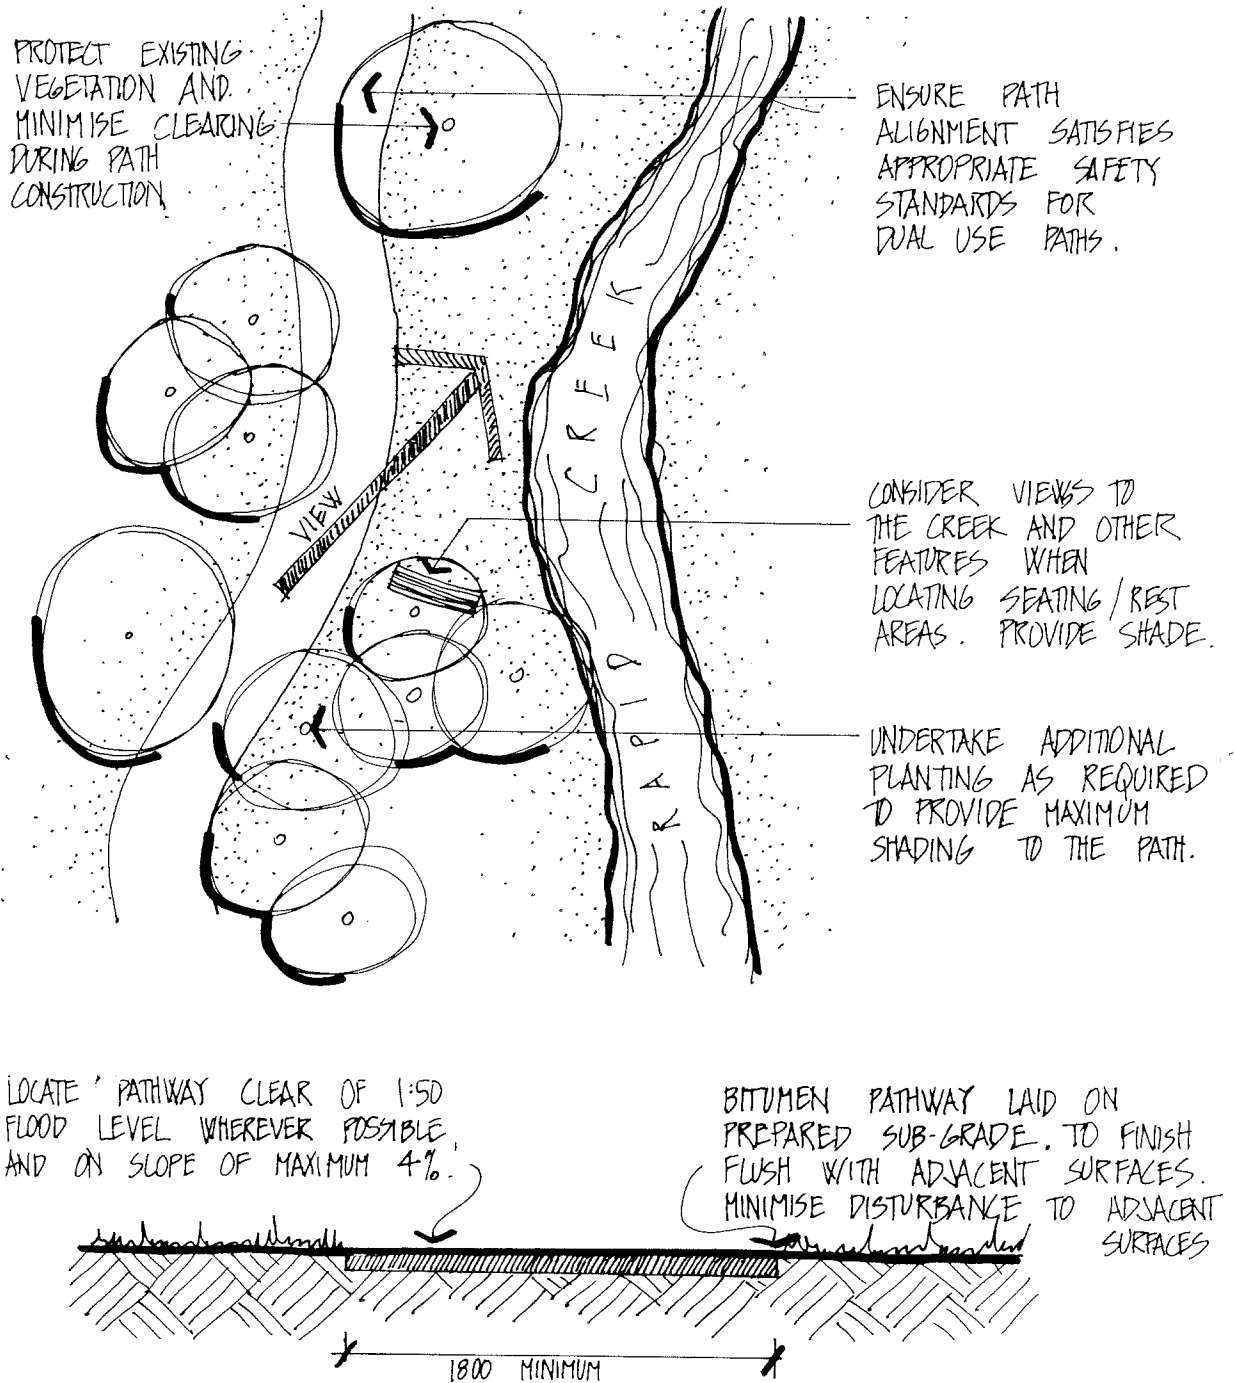 PROTECT EXISTING
VEGETATION AND
MINIMISE CLEARING
DURING PATH
CONSTRUCTION
ENSURE PATH
ALIGNMENT SATISFIES
APPROPRIATE SAFETY
STANDARDS FOR
DUAL USE PATHS.
VIEW
RAPID CREEK
CONSIDER VIEWS TO
THE CREEK AND OTHER
FEATURES WHEN
LOCATING SEATING/REST
AREAS. PROVIDE SHADE.
UNDERTAKE ADDITIONAL
PLANTING AS REQUIRED
TO PROVIDE MAXIMUM
SHADING TO THE PATH.
LOCATE PATHWAY CLEAR OF 1:50
FLOOD LEVEL WHEREVER POSSIBLE,
AND ON SLOPE OF MAXIMUM 4%.
BITUMEN PATHWAY LAID ON
PREPARED SUB-GRADE. TO FINISH
FLUSH WITH ADJACENT SURFACES.
MINIMISE DISTURBANCE TO ADJACENT
SURFACES
1800 MINIMUM